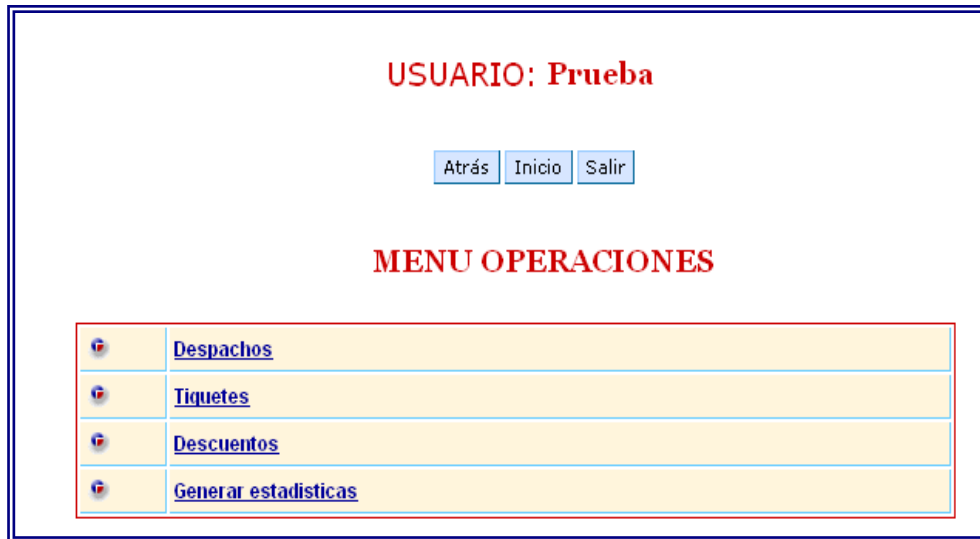 USUARIO: Prueba
Atrás Inicio Salir
MENU OPERACIONES
Despachos
Tiquetes
Descuentos
Generar estadisticas